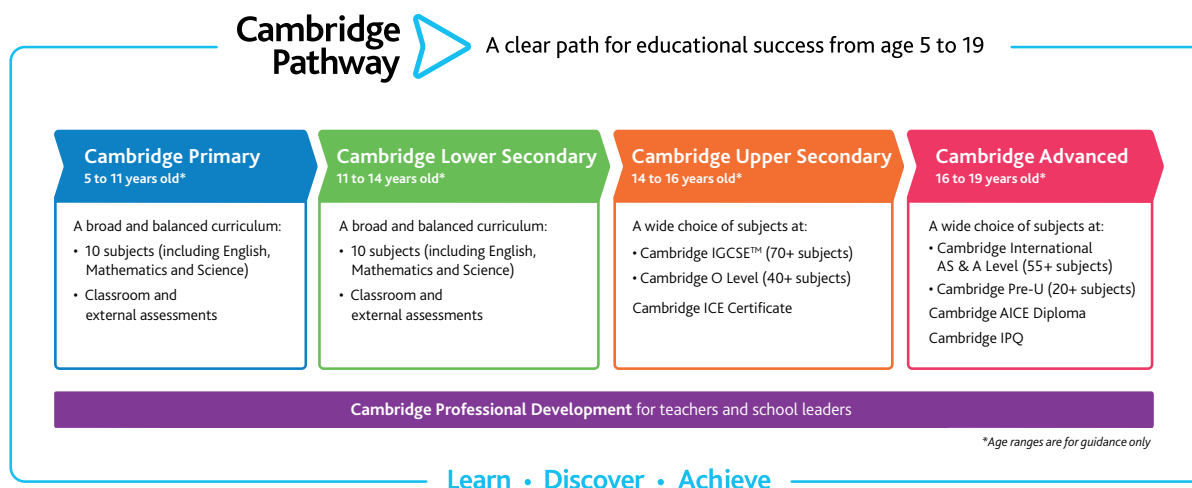 Cambridge
Pathway
A clear path for educational success from age 5 to 19
Cambridge Primary
5 to 11 years old*
A broad and balanced curriculum:
• 10 subjects (including English,
Mathematics and Science)
• Classroom and
external assessments
Cambridge Lower Secondary
11 to 14 years old*
A broad and balanced curriculum:
• 10 subjects (including English,
Mathematics and Science)
• Classroom and
external assessments
Cambridge Upper Secondary
14 to 16 years old*
A wide choice of subjects at:
• Cambridge IGCSE™ (70+ subjects)
• Cambridge O Level (40+ subjects)
Cambridge ICE Certificate
Cambridge Advanced
16 to 19 years old*
A wide choice of subjects at:
• Cambridge International
AS & A Level (55+ subjects)
• Cambridge Pre-U (20+ subjects)
Cambridge AICE Diploma
Cambridge IPQ
Cambridge Professional Development for teachers and school leaders
*Age ranges are for guidance only
Learn • Discover • Achieve